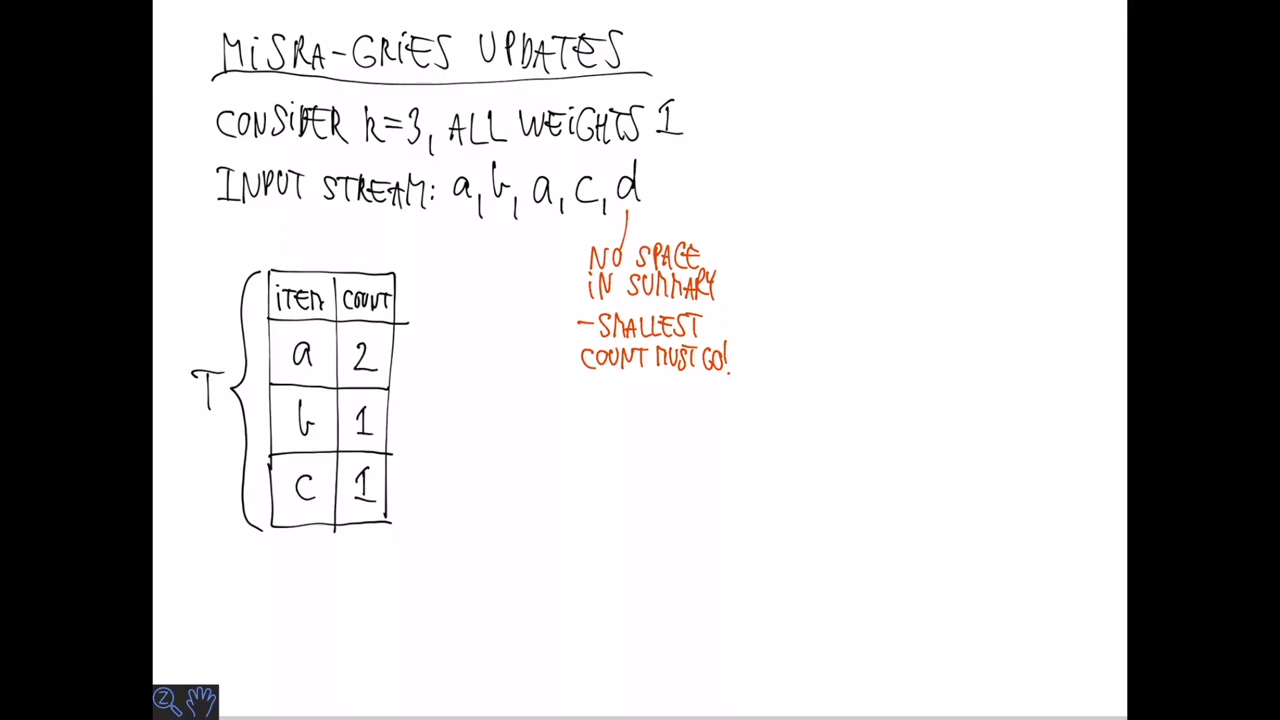 MISRA-GRIES UPDATES
CONSIDER k=3, ALL WEIGHTS 1
INPUT STREAM: a, b, a, c, d
NO SPACE
IN SUMMARY
-SMALLEST
COUNT MUST GO!
ITEM COUNT
a 2
T
b 1
c 1
Z